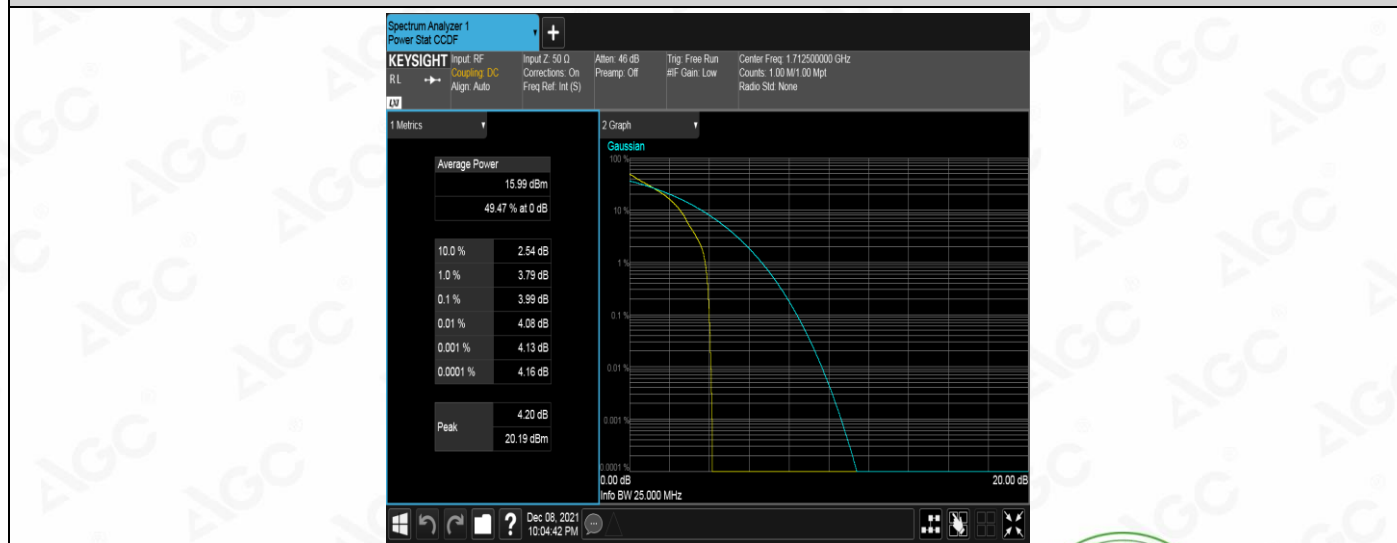 Spectrum Analyzer 1
Power Stat CCDF
+
KEYSIGHT
R L
LXI
Input: RF
Coupling: DC
Align: Auto
Input Z: 50 Ω
Corrections: On
Freq Ref: Int (S)
Atten: 46 dB
Preamp: Off
Trig: Free Run
#IF Gain: Low
Center Freq: 1.712500000 GHz
Counts: 1.00 M/1.00 Mpt
Radio Std: None
1 Metrics
Average Power
15.99 dBm
49.47 % at 0 dB
10.0 % 2.54 dB
1.0 % 3.79 dB
0.1 % 3.99 dB
0.01 % 4.08 dB
0.001 % 4.13 dB
0.0001 % 4.16 dB
Peak
4.20 dB
20.19 dBm
2 Graph
Gaussian
100 %
10 %
1 %
0.1 %
0.01 %
0.001 %
0.0001 %
0.00 dB 20.00 dB
Info BW 25.000 MHz
?
Dec 08, 2021
10:04:42 PM
AGC